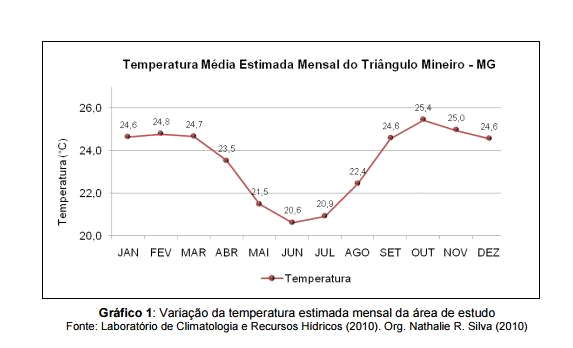 Temperatura Média Estimada Mensal do Triângulo Mineiro - MG
Temperatura (°C)
26,0
24,0
22,0
20,0
24,6 24,8 24,7 23,5 21,5 20,6 20,9 22,4 24,6 25,4 25,0 24,6
JAN FEV MAR ABR MAI JUN JUL AGO SET OUT NOV DEZ
Temperatura
Gráfico 1: Variação da temperatura estimada mensal da área de estudo
Fonte: Laboratório de Climatologia e Recursos Hídricos (2010). Org. Nathalie R. Silva (2010)